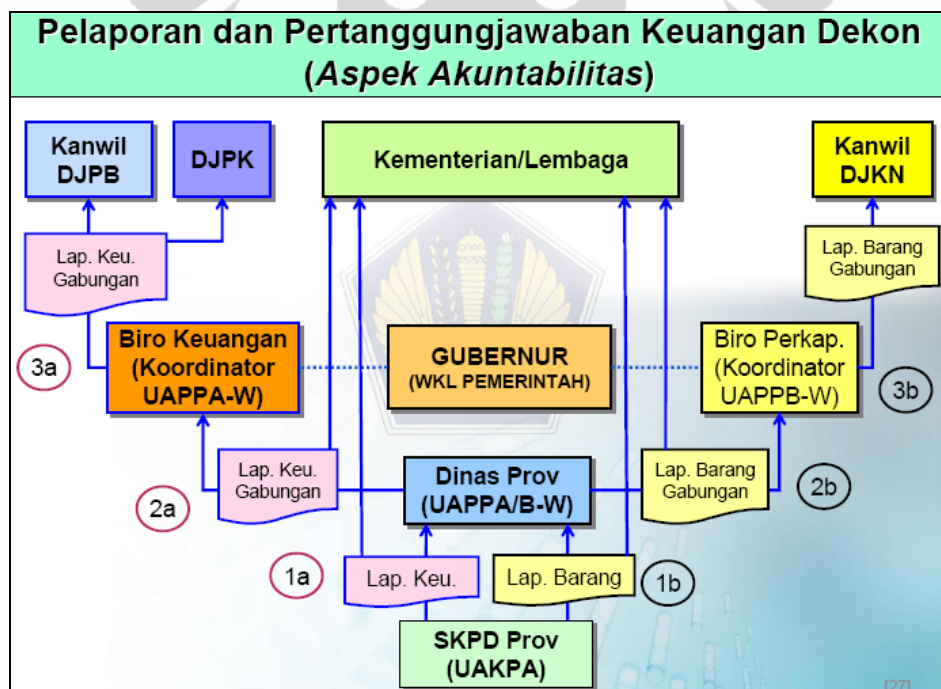 Pelaporan dan Pertanggungjawaban Keuangan Dekon
(Aspek Akuntabilitas)
Kanwil
DJPB
DJPK
Kementerian/Lembaga
Kanwil
DJKN
Lap. Keu.
Gabungan
Lap. Barang
Gabungan
3a
Biro Keuangan
(Koordinator
UAPPA-W)
GUBERNUR
(WKL PEMERINTAH)
Biro Perkap.
(Koordinator
UAPPB-W)
3b
2a
Lap. Keu.
Gabungan
Dinas Prov
(UAPPA/B-W)
Lap. Barang
Gabungan
2b
1a
Lap. Keu.
Lap. Barang
1b
SKPD Prov
(UAKPA)
[27]